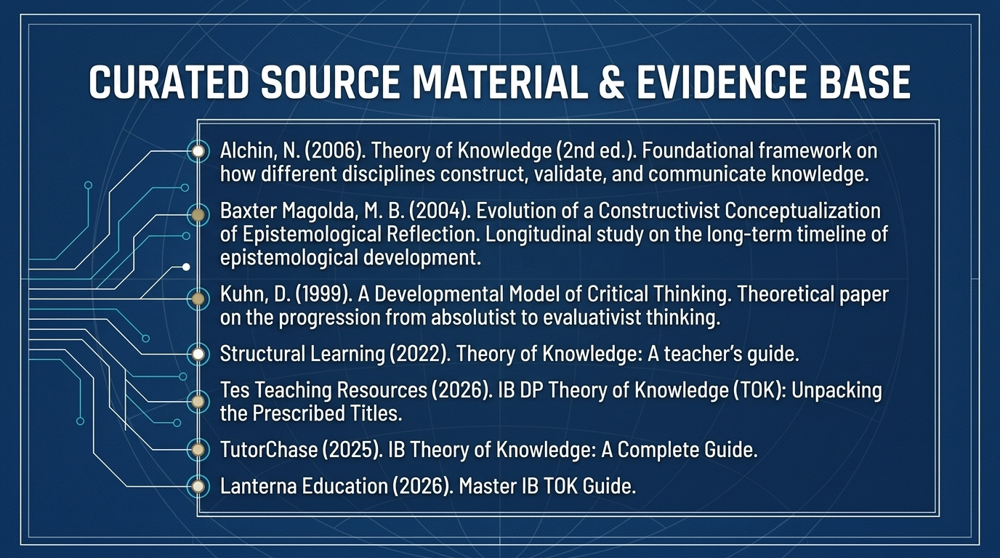 CURATED SOURCE MATERIAL & EVIDENCE BASE
Alchin, N. (2006). Theory of Knowledge (2nd ed.). Foundational framework on
how different disciplines construct, validate, and communicate knowledge.
Baxter Magolda, M. B. (2004). Evolution of a Constructivist Conceptualization
of Epistemological Reflection. Longitudinal study on the long-term timeline of
epistemological development.
Kuhn, D. (1999). A Developmental Model of Critical Thinking. Theoretical paper
on the progression from absolutist to evaluativist thinking.
Structural Learning (2022). Theory of Knowledge: A teacher’s guide.
Tes Teaching Resources (2026). IB DP Theory of Knowledge (TOK): Unpacking
the Prescribed Titles.
TutorChase (2025). IB Theory of Knowledge: A Complete Guide.
Lanterna Education (2026). Master IB TOK Guide.